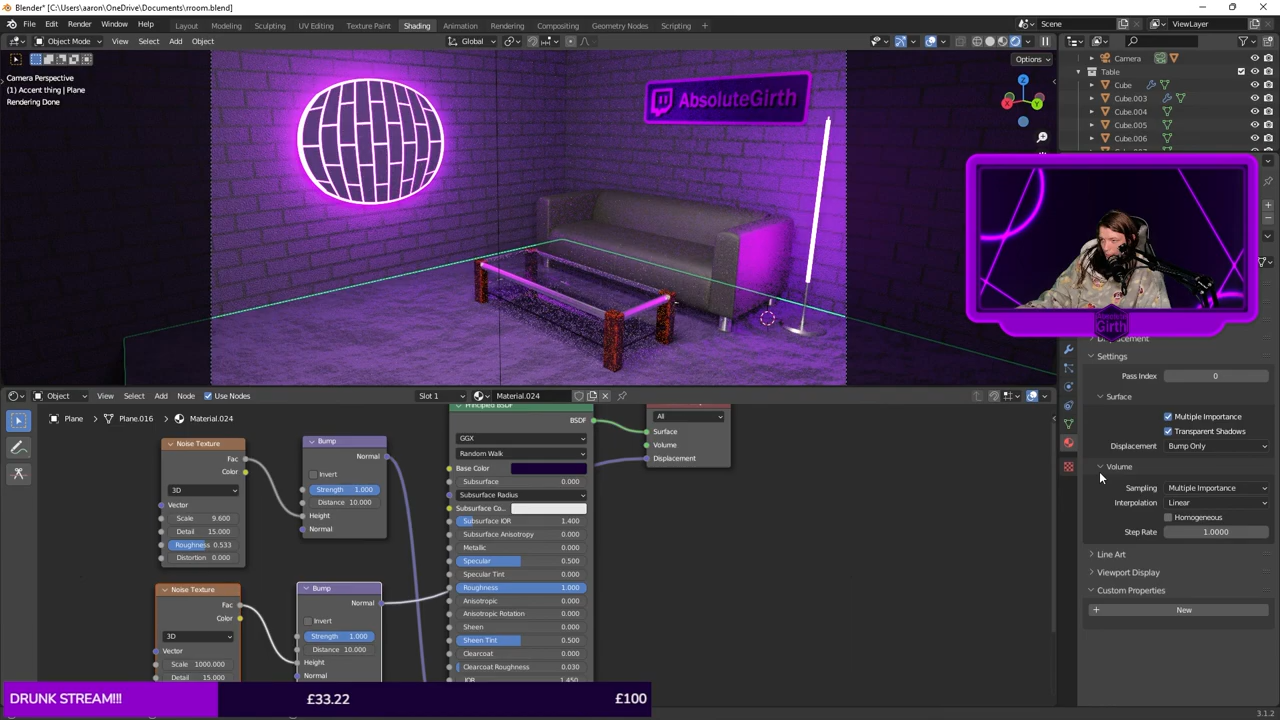 Blender* [C:\Users\aaron\OneDrive\Documents\rroom.blend]
File Edit Render Window Help Layout Modeling Sculpting UV Editing Texture Paint Shading Animation Rendering Compositing Geometry Nodes Scripting + Scene ViewLayer
Object Mode View Select Add Object Global
Options
Camera Perspective
(1) Accent thing | Plane
Rendering Done
AbsoluteGirth
Z
Y
X
Camera
Table
Cube
Cube.003
Cube.004
Cube.005
Cube.006
Girth
Displacement
Settings
Pass Index 0
Surface
Multiple Importance
Transparent Shadows
Displacement Bump Only
Volume
Sampling Multiple Importance
Interpolation Linear
Homogeneous
Step Rate 1.0000
Line Art
Viewport Display
Custom Properties
+ New
Object View Select Add Node Use Nodes Slot 1 Material.024
Plane > Plane.016 > Material.024
Noise Texture
Fac
Color
3D
Vector
Scale 9.600
Detail 15.000
Roughness 0.533
Distortion 0.000
Bump
Normal
Invert
Strength 1.000
Distance 10.000
Height
Normal
Noise Texture
Fac
Color
3D
Vector
Scale 1000.000
Detail 15.000
Bump
Normal
Invert
Strength 1.000
Distance 10.000
Height
Normal
Principled BSDF
BSDF
GGX
Random Walk
Base Color
Subsurface 0.000
Subsurface Radius
Subsurface Co...
Subsurface IOR 1.400
Subsurface Anisotropy 0.000
Metallic 0.000
Specular 0.500
Specular Tint 0.000
Roughness 1.000
Anisotropic 0.000
Anisotropic Rotation 0.000
Sheen 0.000
Sheen Tint 0.500
Clearcoat 0.000
Clearcoat Roughness 0.030
IOR 1.450
All
Surface
Volume
Displacement
DRUNK STREAM!!! £33.22 £100
3.1.2